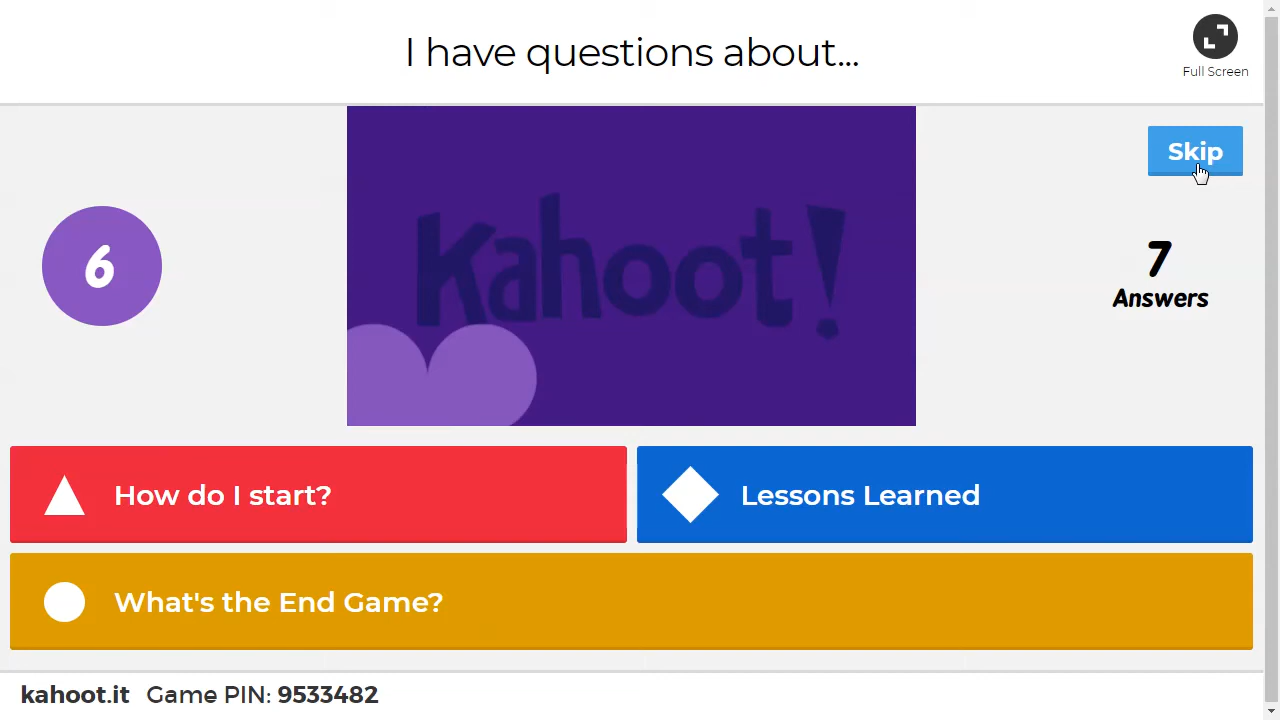 I have questions about...
Full Screen
Skip
6
Kahoot!
7
Answers
How do I start?
Lessons Learned
What's the End Game?
kahoot.it Game PIN: 9533482